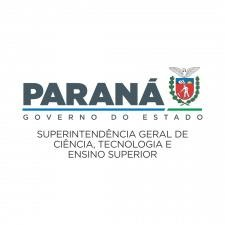 PARANÁ
GOVERNO DO ESTADO
SUPERINTENDÊNCIA GERAL DE
CIÊNCIA, TECNOLOGIA E
ENSINO SUPERIOR